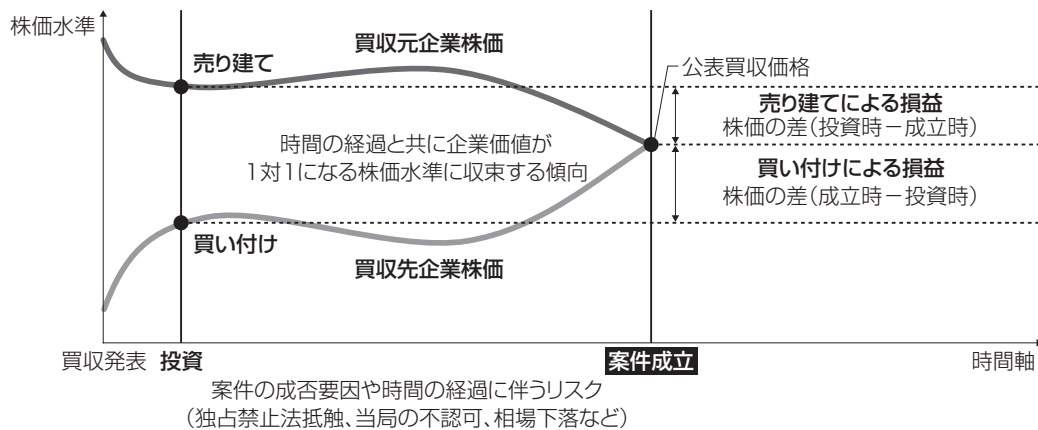 株価水準
買収元企業株価
売り建て
公表買収価格
売り建てによる損益
株価の差(投資時－成立時)
時間の経過と共に企業価値が
1対1になる株価水準に収束する傾向
買い付けによる損益
株価の差(成立時－投資時)
買い付け
買収先企業株価
買収発表 投資 案件成立 時間軸
案件の成否要因や時間の経過に伴うリスク
(独占禁止法抵触、当局の不認可、相場下落など)